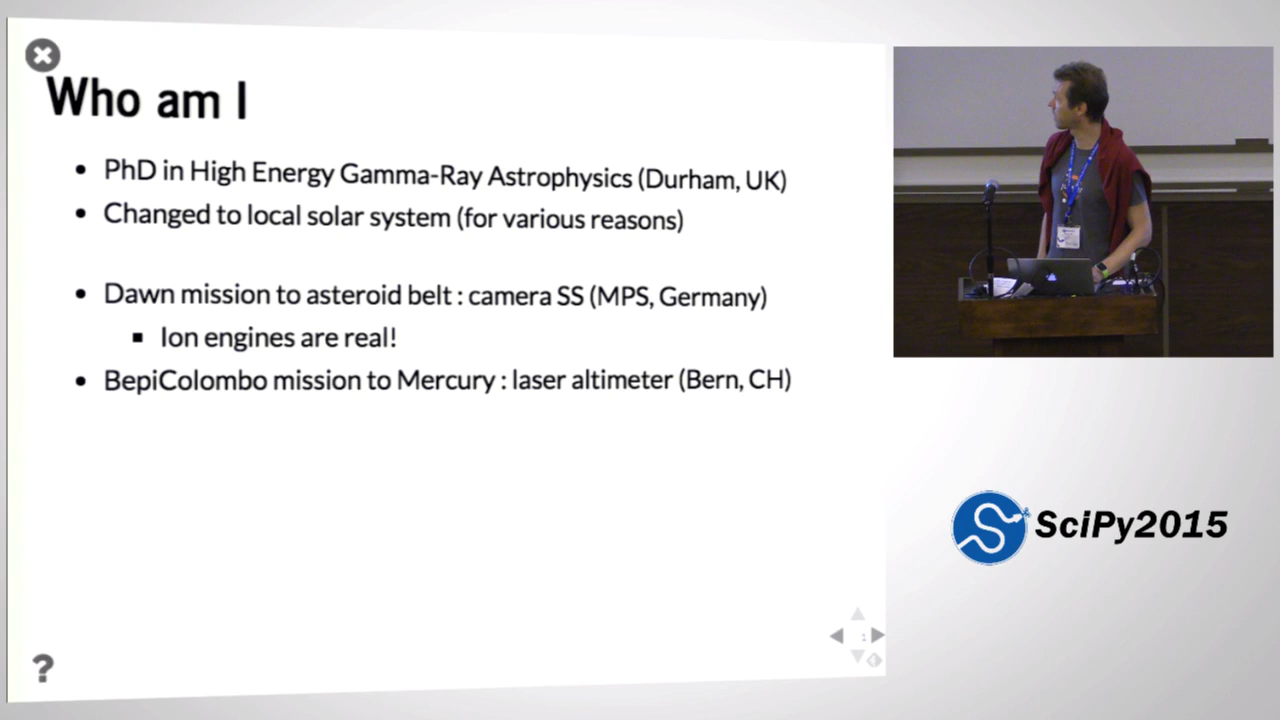 Who am I
• PhD in High Energy Gamma-Ray Astrophysics (Durham, UK)
• Changed to local solar system (for various reasons)
• Dawn mission to asteroid belt : camera SS (MPS, Germany)
▪ Ion engines are real!
• BepiColombo mission to Mercury : laser altimeter (Bern, CH)
1
?
SciPy2015